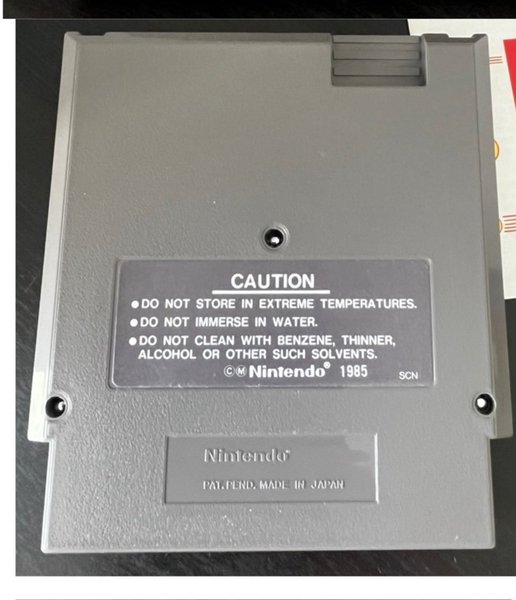 CAUTION
●DO NOT STORE IN EXTREME TEMPERATURES.
●DO NOT IMMERSE IN WATER.
●DO NOT CLEAN WITH BENZENE, THINNER,
ALCOHOL OR OTHER SUCH SOLVENTS.
©Ⓜ Nintendo® 1985 SCN
Nintendo®
PAT.PEND. MADE IN JAPAN